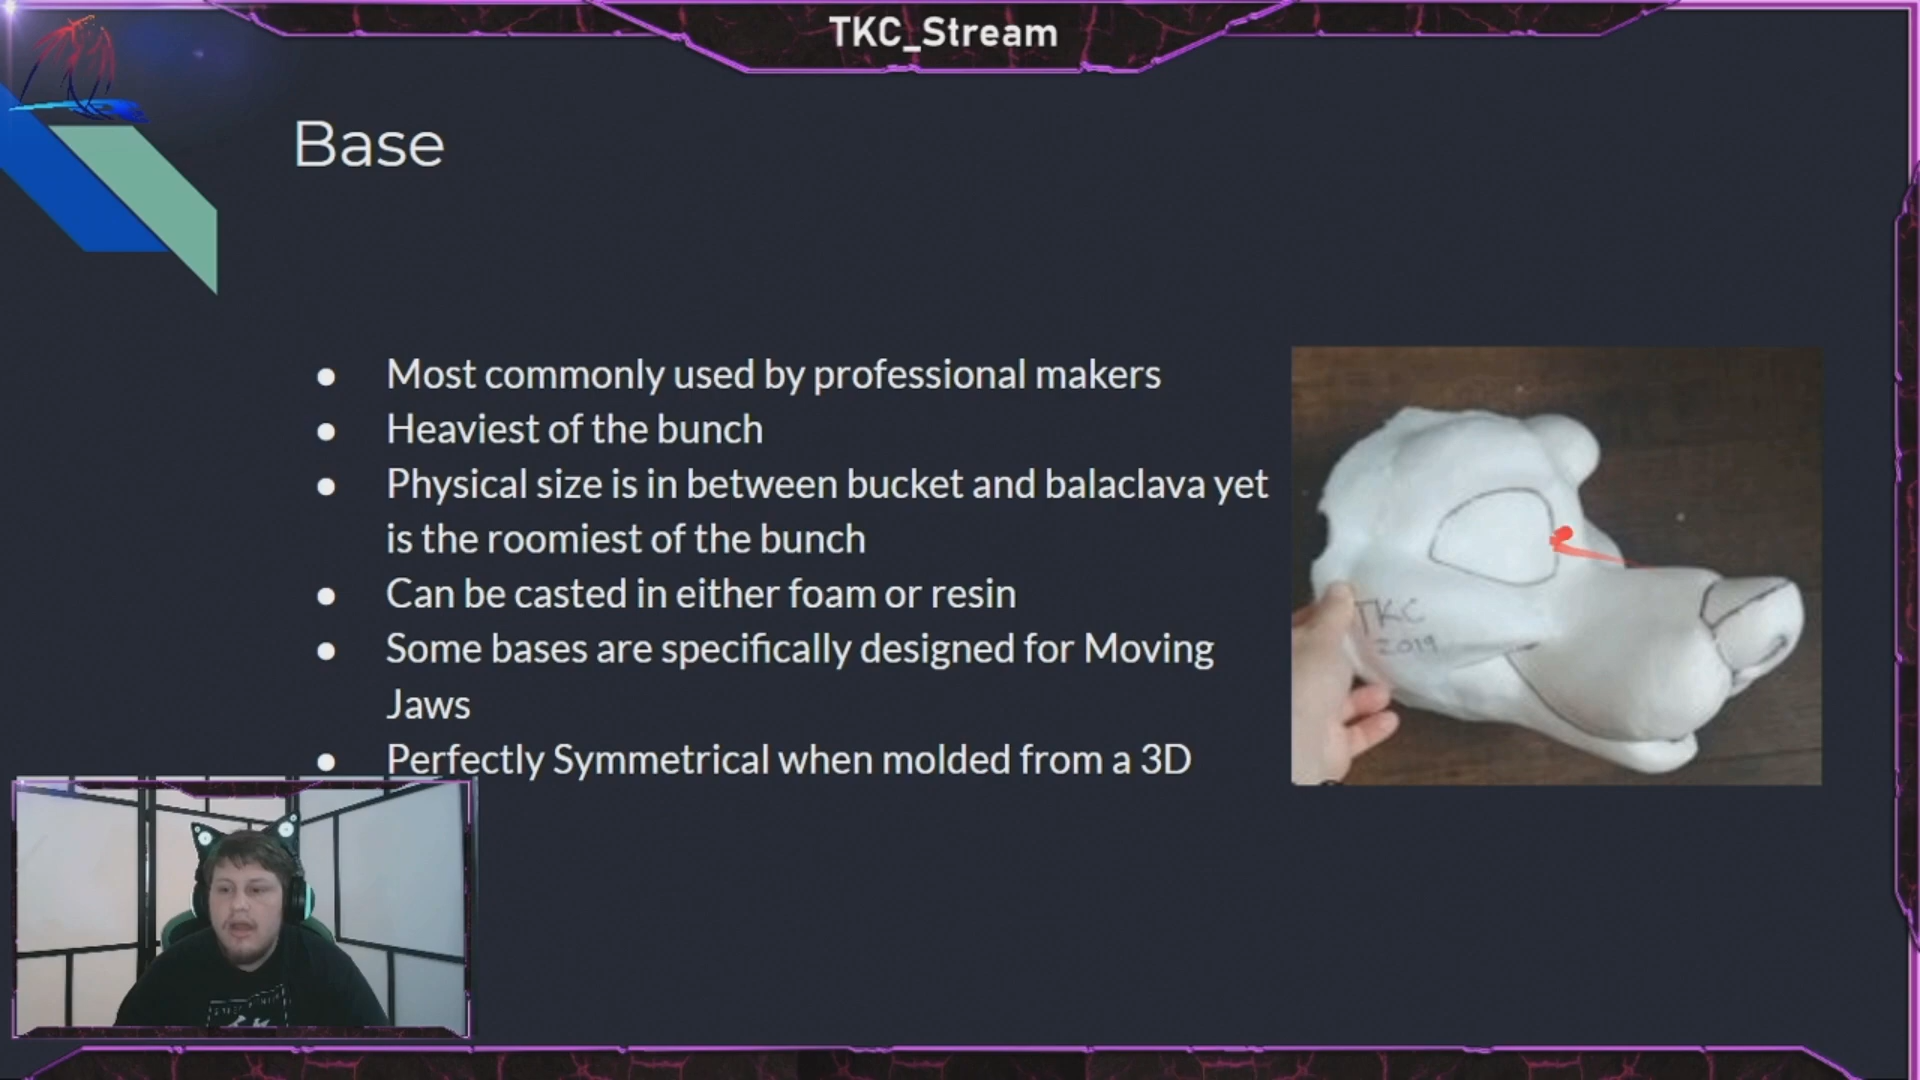 TKC_Stream
Base
● Most commonly used by professional makers
● Heaviest of the bunch
● Physical size is in between bucket and balaclava yet
is the roomiest of the bunch
● Can be casted in either foam or resin
● Some bases are specifically designed for Moving
Jaws
● Perfectly Symmetrical when molded from a 3D
TKC
2019